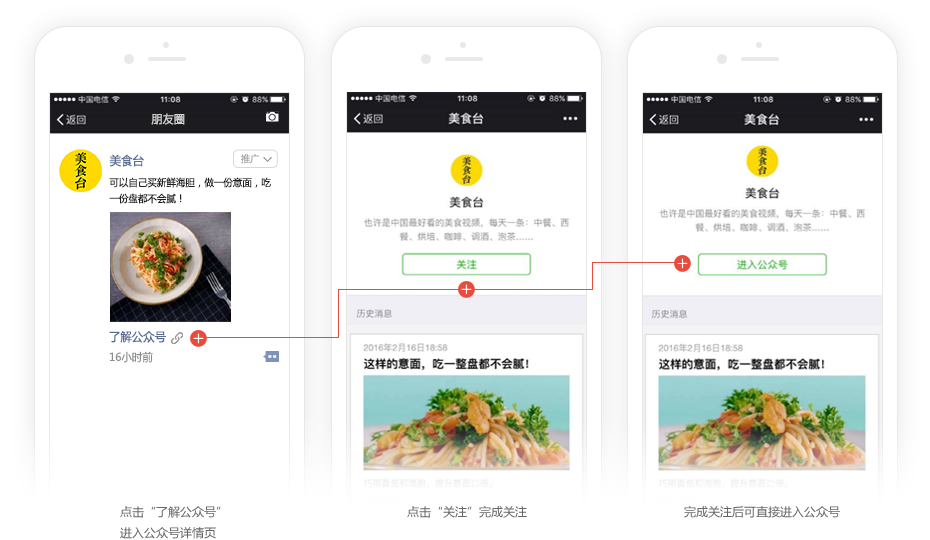 中国电信 11:08 88%
返回 朋友圈
美食台
美食台 推广
可以自己买新鲜海胆，做一份意面，吃
一份盘都不会腻！
了解公众号
16小时前
点击“了解公众号”
进入公众号详情页
中国电信 11:08 88%
返回 美食台
美食台
美食台
也许是中国最好看的美食视频，每天一条：中餐、西
餐、烘培、咖啡、调酒、泡茶......
关注
历史消息
2016年2月16日18:58
这样的意面，吃一整盘都不会腻！
点击“关注”完成关注
中国电信 11:08 88%
返回 美食台
美食台
美食台
也许是中国最好看的美食视频，每天一条：中餐、西
餐、烘培、咖啡、调酒、泡茶......
进入公众号
历史消息
2016年2月16日18:58
这样的意面，吃一整盘都不会腻！
完成关注后可直接进入公众号